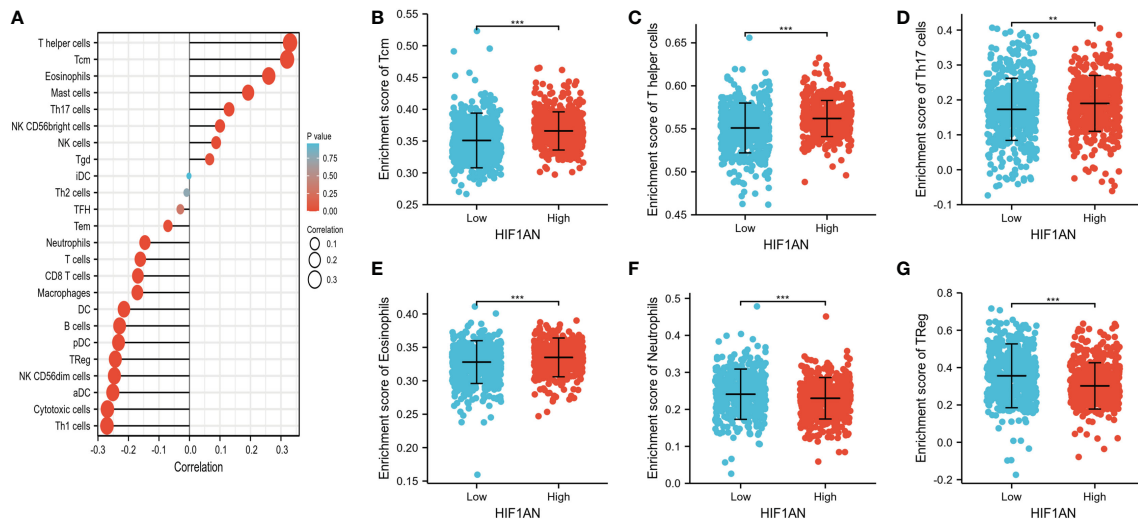 A
T helper cells
Tcm
Eosinophils
Mast cells
Th17 cells
NK CD56bright cells
NK cells
Tgd
iDC
Th2 cells
TFH
Tem
Neutrophils
T cells
CD8 T cells
Macrophages
DC
B cells
pDC
TReg
NK CD56dim cells
aDC
Cytotoxic cells
Th1 cells
-0.3 -0.2 -0.1 0.0 0.1 0.2 0.3
Correlation
P value
0.75
0.50
0.25
0.00
Correlation
0.1
0.2
0.3
B
Enrichment score of Tcm
0.55
0.50
0.45
0.40
0.35
0.30
0.25
***
Low High
HIF1AN
C
Enrichment score of T helper cells
0.65
0.60
0.55
0.50
0.45
***
Low High
HIF1AN
D
Enrichment score of Th17 cells
0.4
0.3
0.2
0.1
0.0
-0.1
**
Low High
HIF1AN
E
Enrichment score of Eosinophils
0.40
0.35
0.30
0.25
0.20
0.15
***
Low High
HIF1AN
F
Enrichment score of Neutrophils
0.5
0.4
0.3
0.2
0.1
0.0
***
Low High
HIF1AN
G
Enrichment score of TReg
0.8
0.6
0.4
0.2
0.0
-0.2
***
Low High
HIF1AN